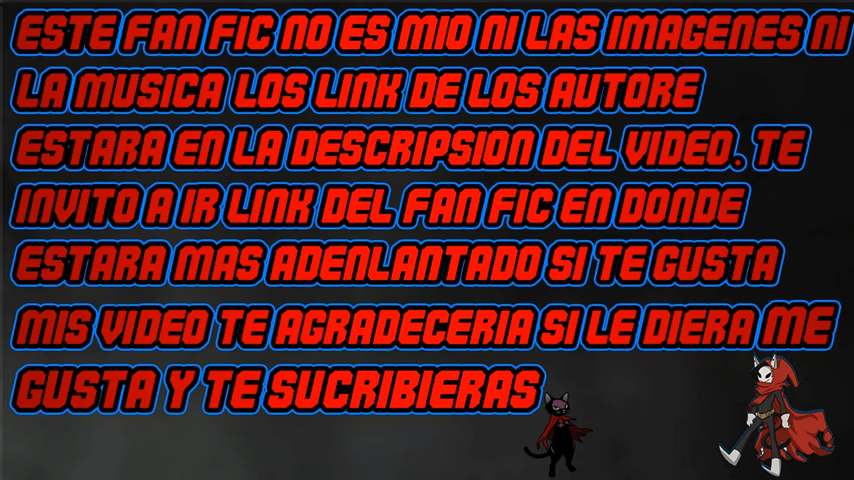 ESTE FAN FIC NO ES MIO NI LAS IMAGENES NI
LA MUSICA LOS LINK DE LOS AUTORE
ESTARA EN LA DESCRIPSION DEL VIDEO. TE
INVITO A IR LINK DEL FAN FIC EN DONDE
ESTARA MAS ADENLANTADO SI TE GUSTA
MIS VIDEO TE AGRADECERIA SI LE DIERA ME
GUSTA Y TE SUCRIBIERAS